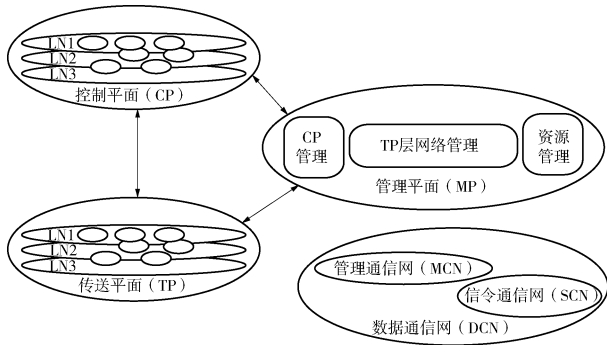 LN1
LN2
LN3
控制平面（CP）
CP
管理
TP层网络管理
资源
管理
管理平面（MP）
LN1
LN2
LN3
传送平面（TP）
管理通信网（MCN）
信令通信网（SCN）
数据通信网（DCN）